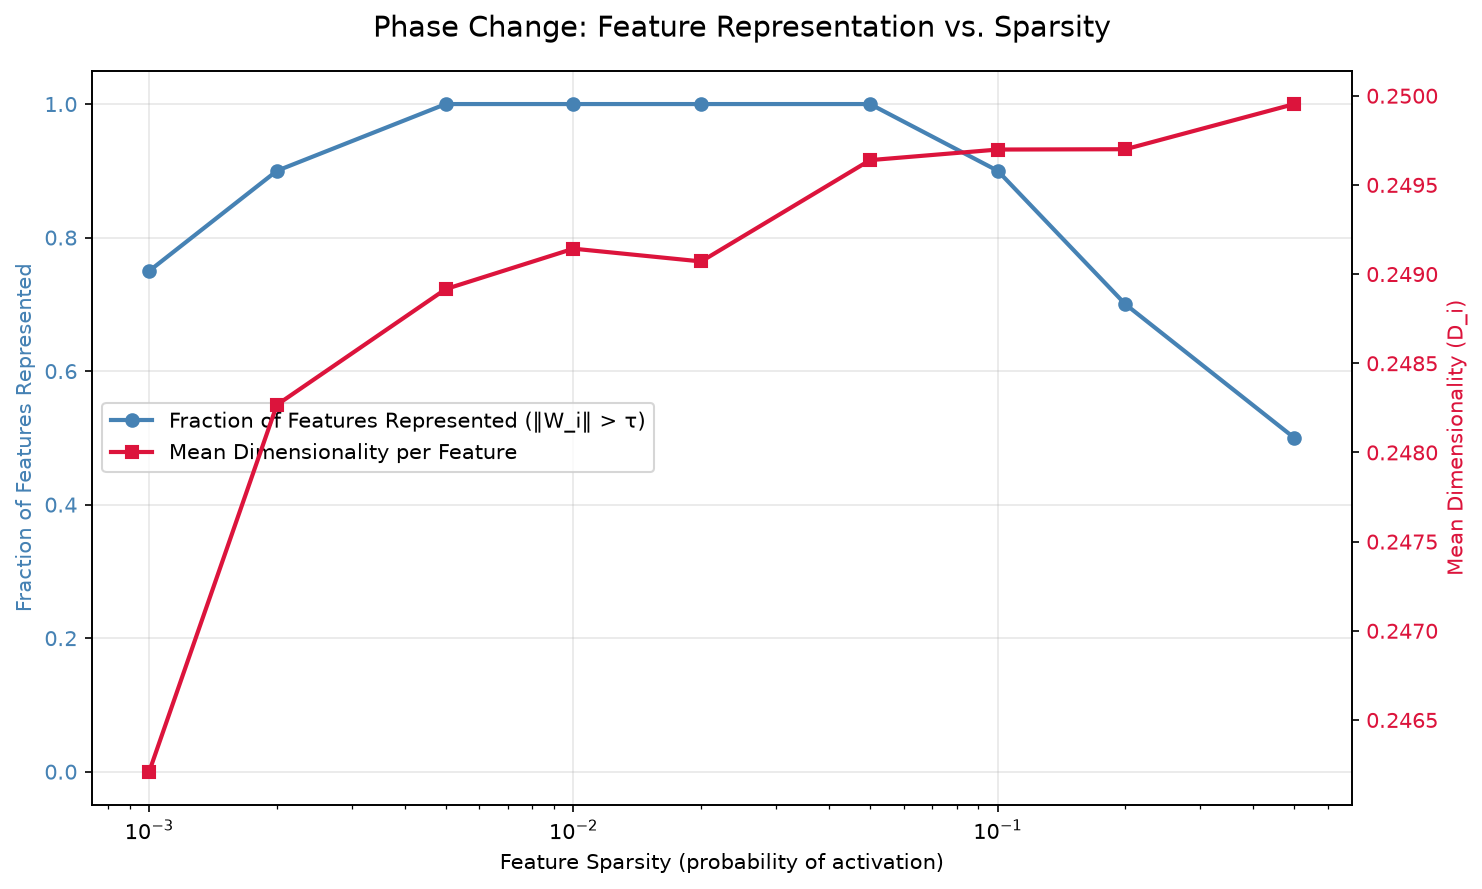 Phase Change: Feature Representation vs. Sparsity
1.0
0.8
0.6
0.4
0.2
0.0
Fraction of Features Represented
Fraction of Features Represented (‖W_i‖ > τ)
Mean Dimensionality per Feature
0.2500
0.2495
0.2490
0.2485
0.2480
0.2475
0.2470
0.2465
Mean Dimensionality (D_i)
10⁻³
10⁻²
10⁻¹
Feature Sparsity (probability of activation)